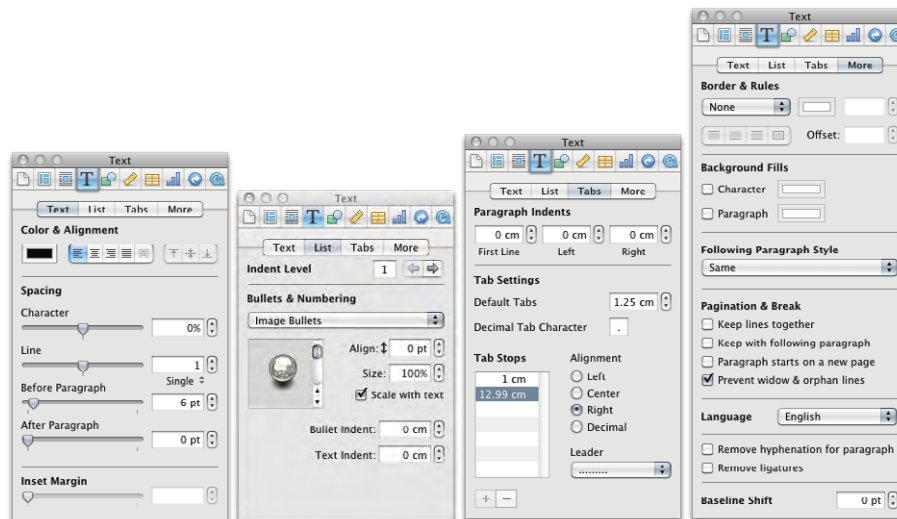 Text
Text List Tabs More
Color & Alignment
Spacing
Character
0%
Line
1
Single
Before Paragraph
6 pt
After Paragraph
0 pt
Inset Margin
Text
Text List Tabs More
Indent Level 1
Bullets & Numbering
Image Bullets
Align: 0 pt
Size: 100%
Scale with text
Bullet Indent: 0 cm
Text Indent: 0 cm
Text
Text List Tabs More
Paragraph Indents
0 cm 0 cm 0 cm
First Line Left Right
Tab Settings
Default Tabs 1.25 cm
Decimal Tab Character .
Tab Stops Alignment
1 cm Left
12.99 cm Center
Right
Decimal
Leader
.........
Text
Text List Tabs More
Border & Rules
None
Offset:
Background Fills
Character
Paragraph
Following Paragraph Style
Same
Pagination & Break
Keep lines together
Keep with following paragraph
Paragraph starts on a new page
Prevent widow & orphan lines
Language English
Remove hyphenation for paragraph
Remove ligatures
Baseline Shift 0 pt